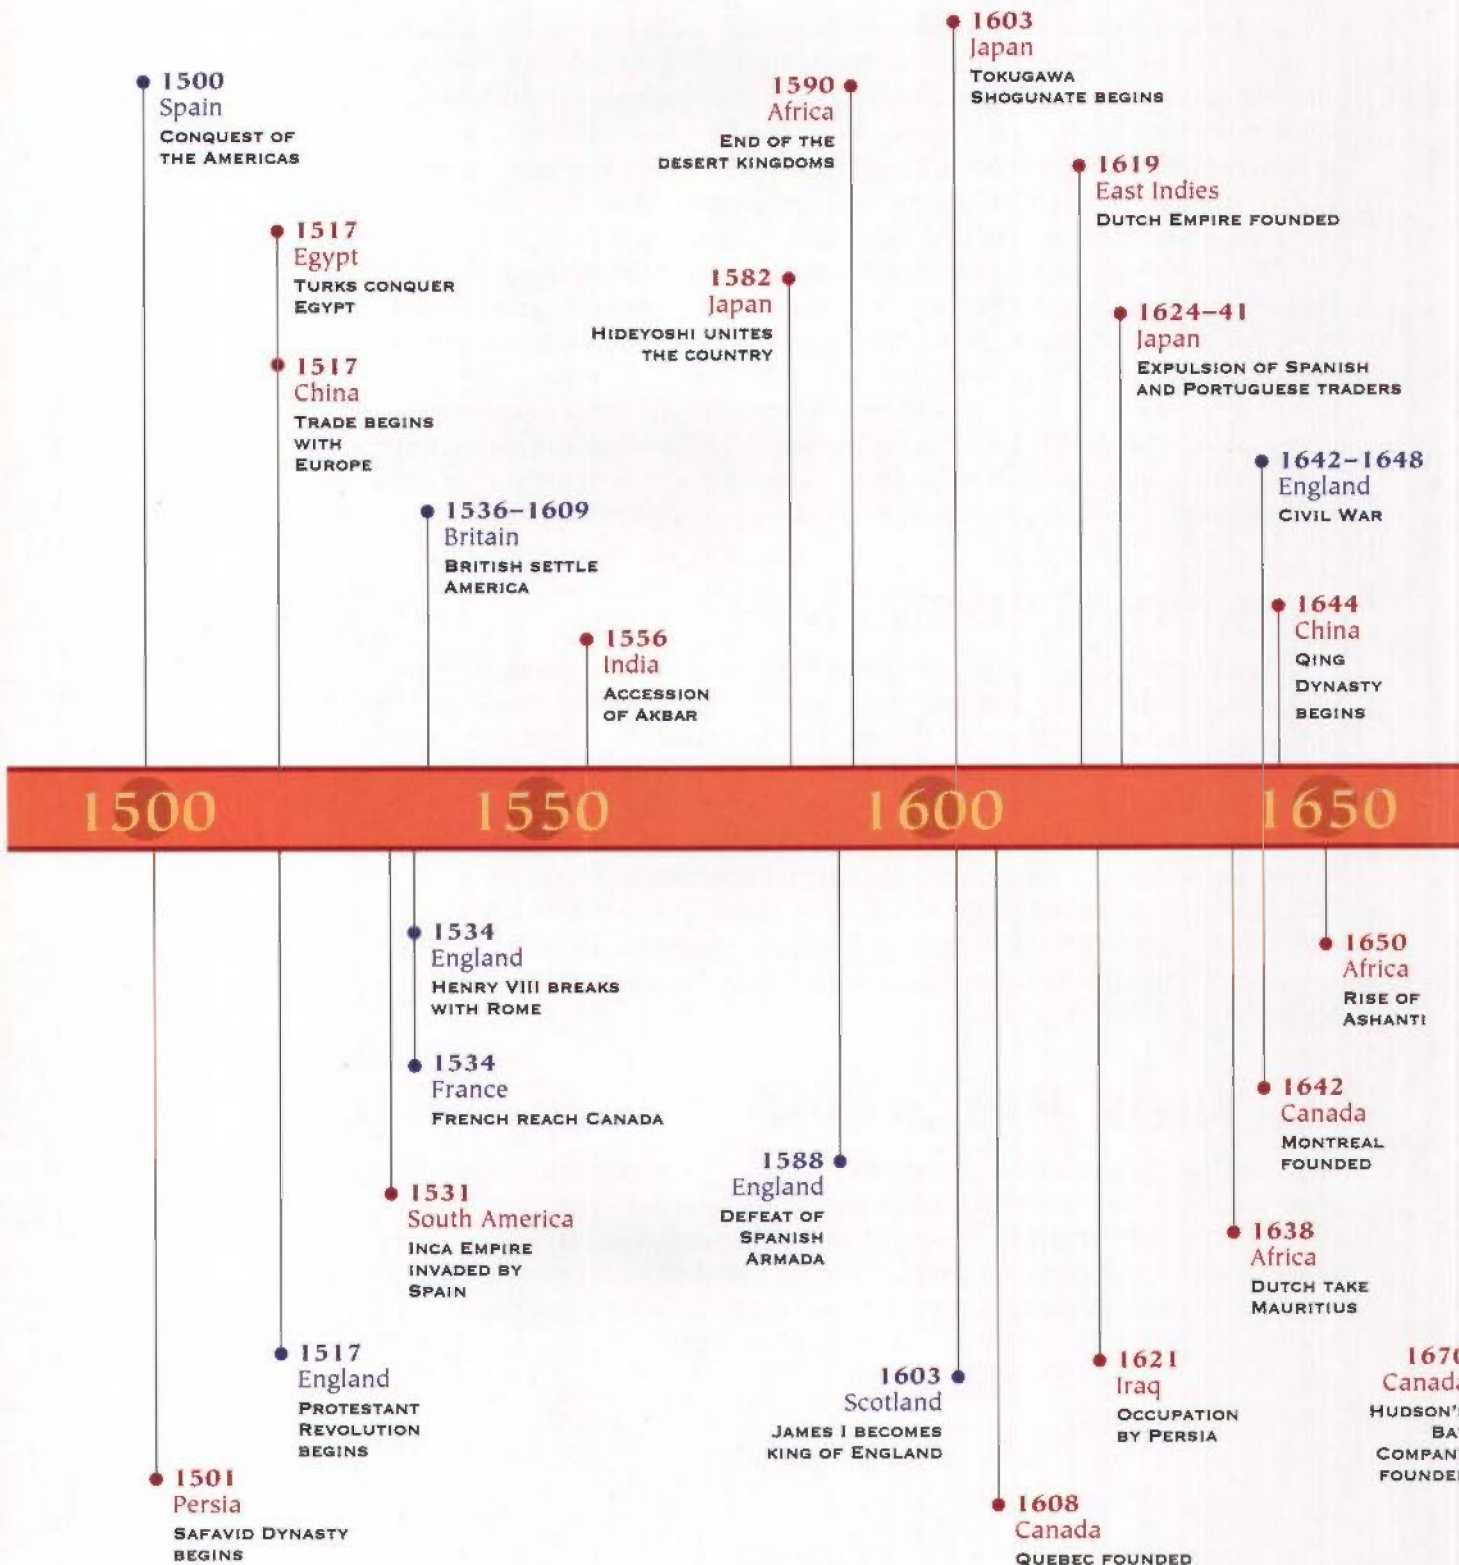 1500
Spain
CONQUEST OF
THE AMERICAS
1517
Egypt
TURKS CONQUER
EGYPT
1517
China
TRADE BEGINS
WITH
EUROPE
1536–1609
Britain
BRITISH SETTLE
AMERICA
1556
India
ACCESSION
OF AKBAR
1582
Japan
HIDEYOSHI UNITES
THE COUNTRY
1590
Africa
END OF THE
DESERT KINGDOMS
1603
Japan
TOKUGAWA
SHOGUNATE BEGINS
1619
East Indies
DUTCH EMPIRE FOUNDED
1624–41
Japan
EXPULSION OF SPANISH
AND PORTUGUESE TRADERS
1642–1648
England
CIVIL WAR
1644
China
QING
DYNASTY
BEGINS
1500 1550 1600 1650
1501
Persia
SAFAVID DYNASTY
BEGINS
1517
England
PROTESTANT
REVOLUTION
BEGINS
1531
South America
INCA EMPIRE
INVADED BY
SPAIN
1534
England
HENRY VIII BREAKS
WITH ROME
1534
France
FRENCH REACH CANADA
1588
England
DEFEAT OF
SPANISH
ARMADA
1603
Scotland
JAMES I BECOMES
KING OF ENGLAND
1608
Canada
QUEBEC FOUNDED
1621
Iraq
OCCUPATION
BY PERSIA
1638
Africa
DUTCH TAKE
MAURITIUS
1642
Canada
MONTREAL
FOUNDED
1650
Africa
RISE OF
ASHANTI
1670
Canada
HUDSON'S
BA
COMPAN
FOUNDE